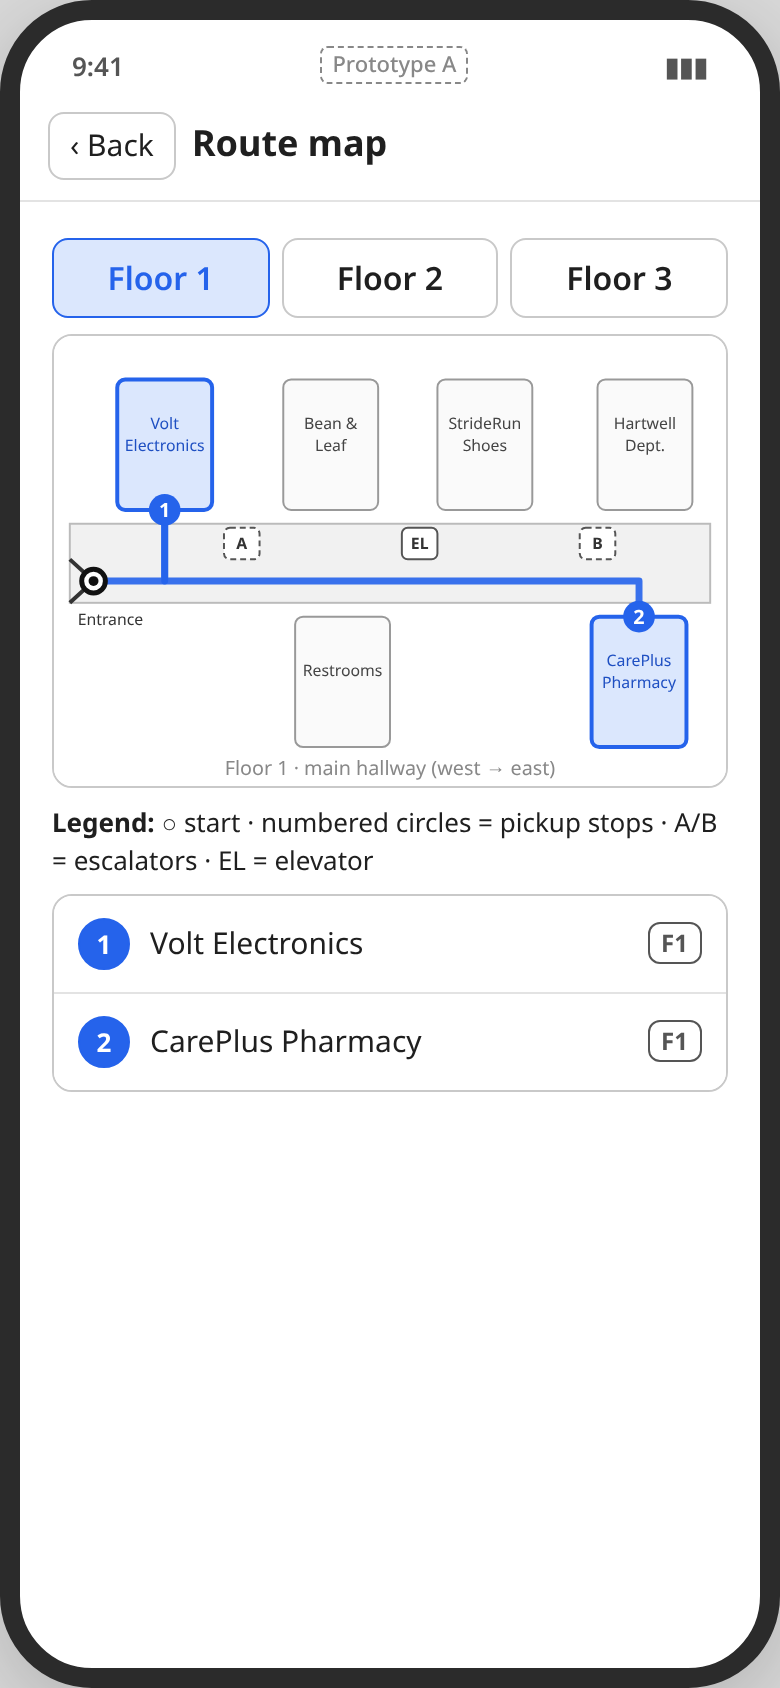 9:41
Prototype A
‹ Back
Route map
Floor 1
Floor 2
Floor 3
Volt
Electronics
Bean &
Leaf
StrideRun
Shoes
Hartwell
Dept.
1
A
EL
B
Entrance
2
Restrooms
CarePlus
Pharmacy
Floor 1 · main hallway (west → east)
Legend: ○ start · numbered circles = pickup stops · A/B
= escalators · EL = elevator
1 Volt Electronics F1
2 CarePlus Pharmacy F1